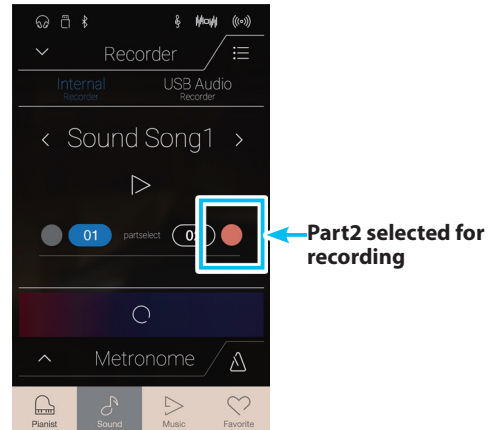 Recorder
Internal
Recorder
USB Audio
Recorder
Sound Song1
01 partselect
Part2 selected for
recording
Metronome
Pianist Sound Music Favorite